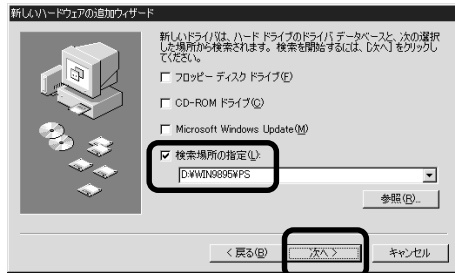 新しいハードウェアの追加ウィザード
新しいドライバは、ハード ドライブのドライバ データベースと、次の選択
した場所から検索されます。検索を開始するには、[次へ] をクリックし
てください。
フロッピー ディスク ドライブ(F)
CD-ROM ドライブ(C)
Microsoft Windows Update(M)
検索場所の指定(L):
D:¥WIN9895¥PS
参照(R)...
< 戻る(B)
次へ >
キャンセル